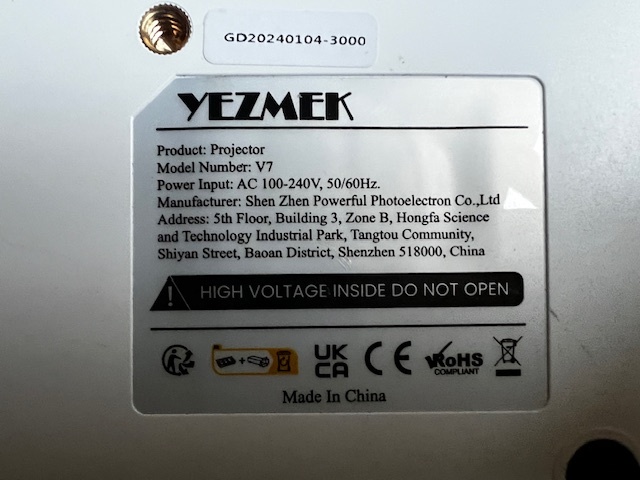 GD20240104-3000
YEZMEK
Product: Projector
Model Number: V7
Power Input: AC 100-240V, 50/60Hz.
Manufacturer: Shen Zhen Powerful Photoelectron Co.,Ltd
Address: 5th Floor, Building 3, Zone B, Hongfa Science
and Technology Industrial Park, Tangtou Community,
Shiyan Street, Baoan District, Shenzhen 518000, China
HIGH VOLTAGE INSIDE DO NOT OPEN
UK
CA
CE
RoHS
COMPLIANT
Made In China